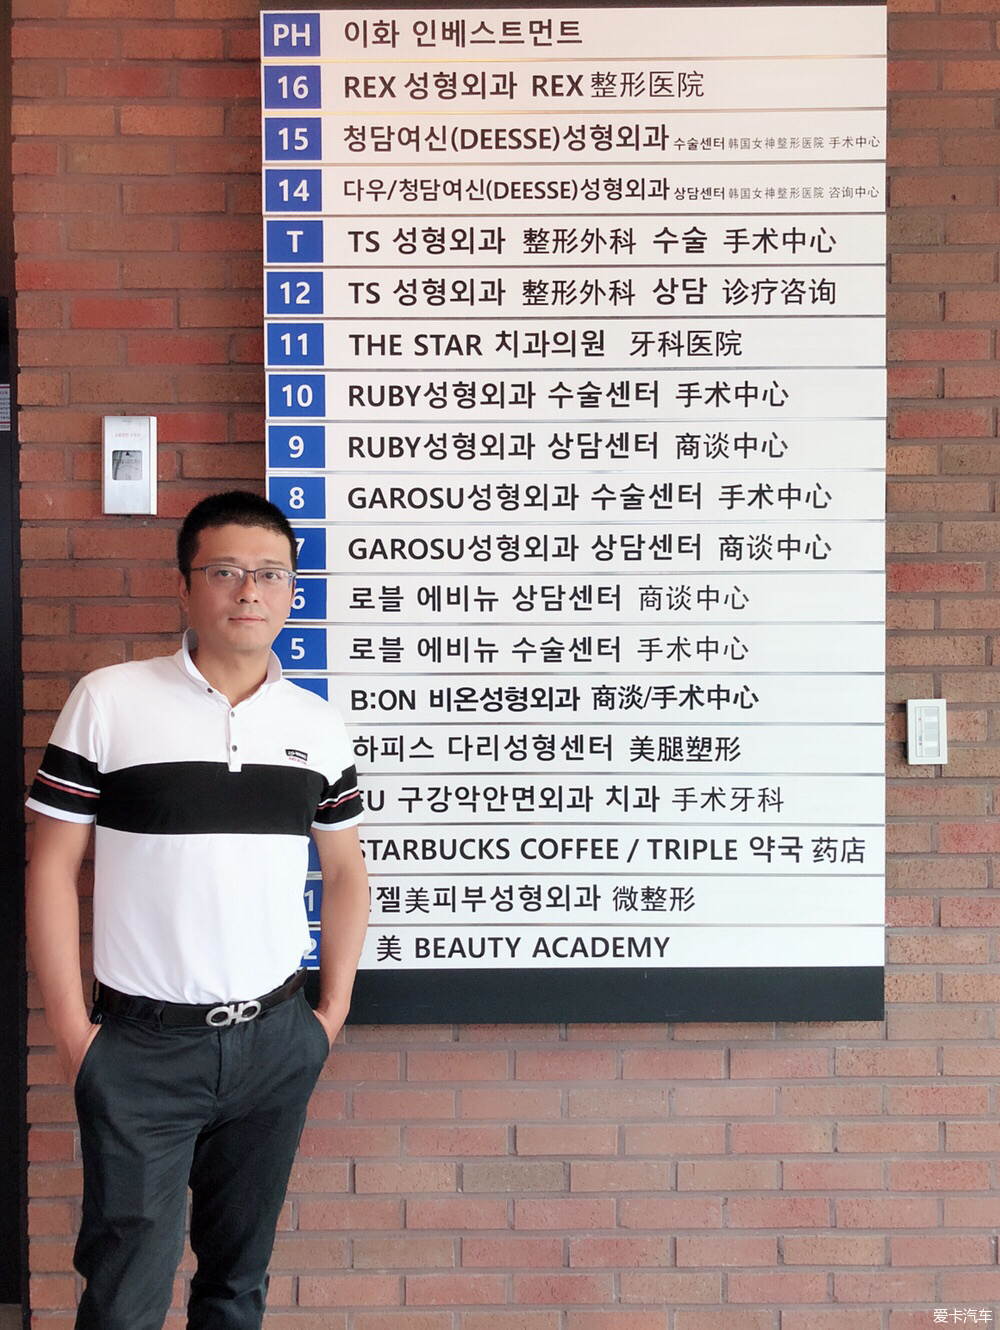 PH 이화 인베스트먼트
16 REX 성형외과 REX 整形医院
15 청담여신(DEESSE)성형외과 수술센터 韩国女神整形医院 手术中心
14 다우/청담여신(DEESSE)성형외과 상담센터 韩国女神整形医院 咨询中心
T TS 성형외과 整形外科 수술 手术中心
12 TS 성형외과 整形外科 상담 诊疗咨询
11 THE STAR 치과의원 牙科医院
10 RUBY성형외과 수술센터 手术中心
9 RUBY성형외과 상담센터 商谈中心
8 GAROSU성형외과 수술센터 手术中心
7 GAROSU성형외과 상담센터 商谈中心
6 로블 에비뉴 상담센터 商谈中心
5 로블 에비뉴 수술센터 手术中心
B:ON 비온성형외과 商淡/手术中心
하피스 다리성형센터 美腿塑形
구강악안면외과 치과 手术牙科
STARBUCKS COFFEE / TRIPLE 약국 药店
1 젤美피부성형외과 微整形
2 美 BEAUTY ACADEMY
爱卡汽车